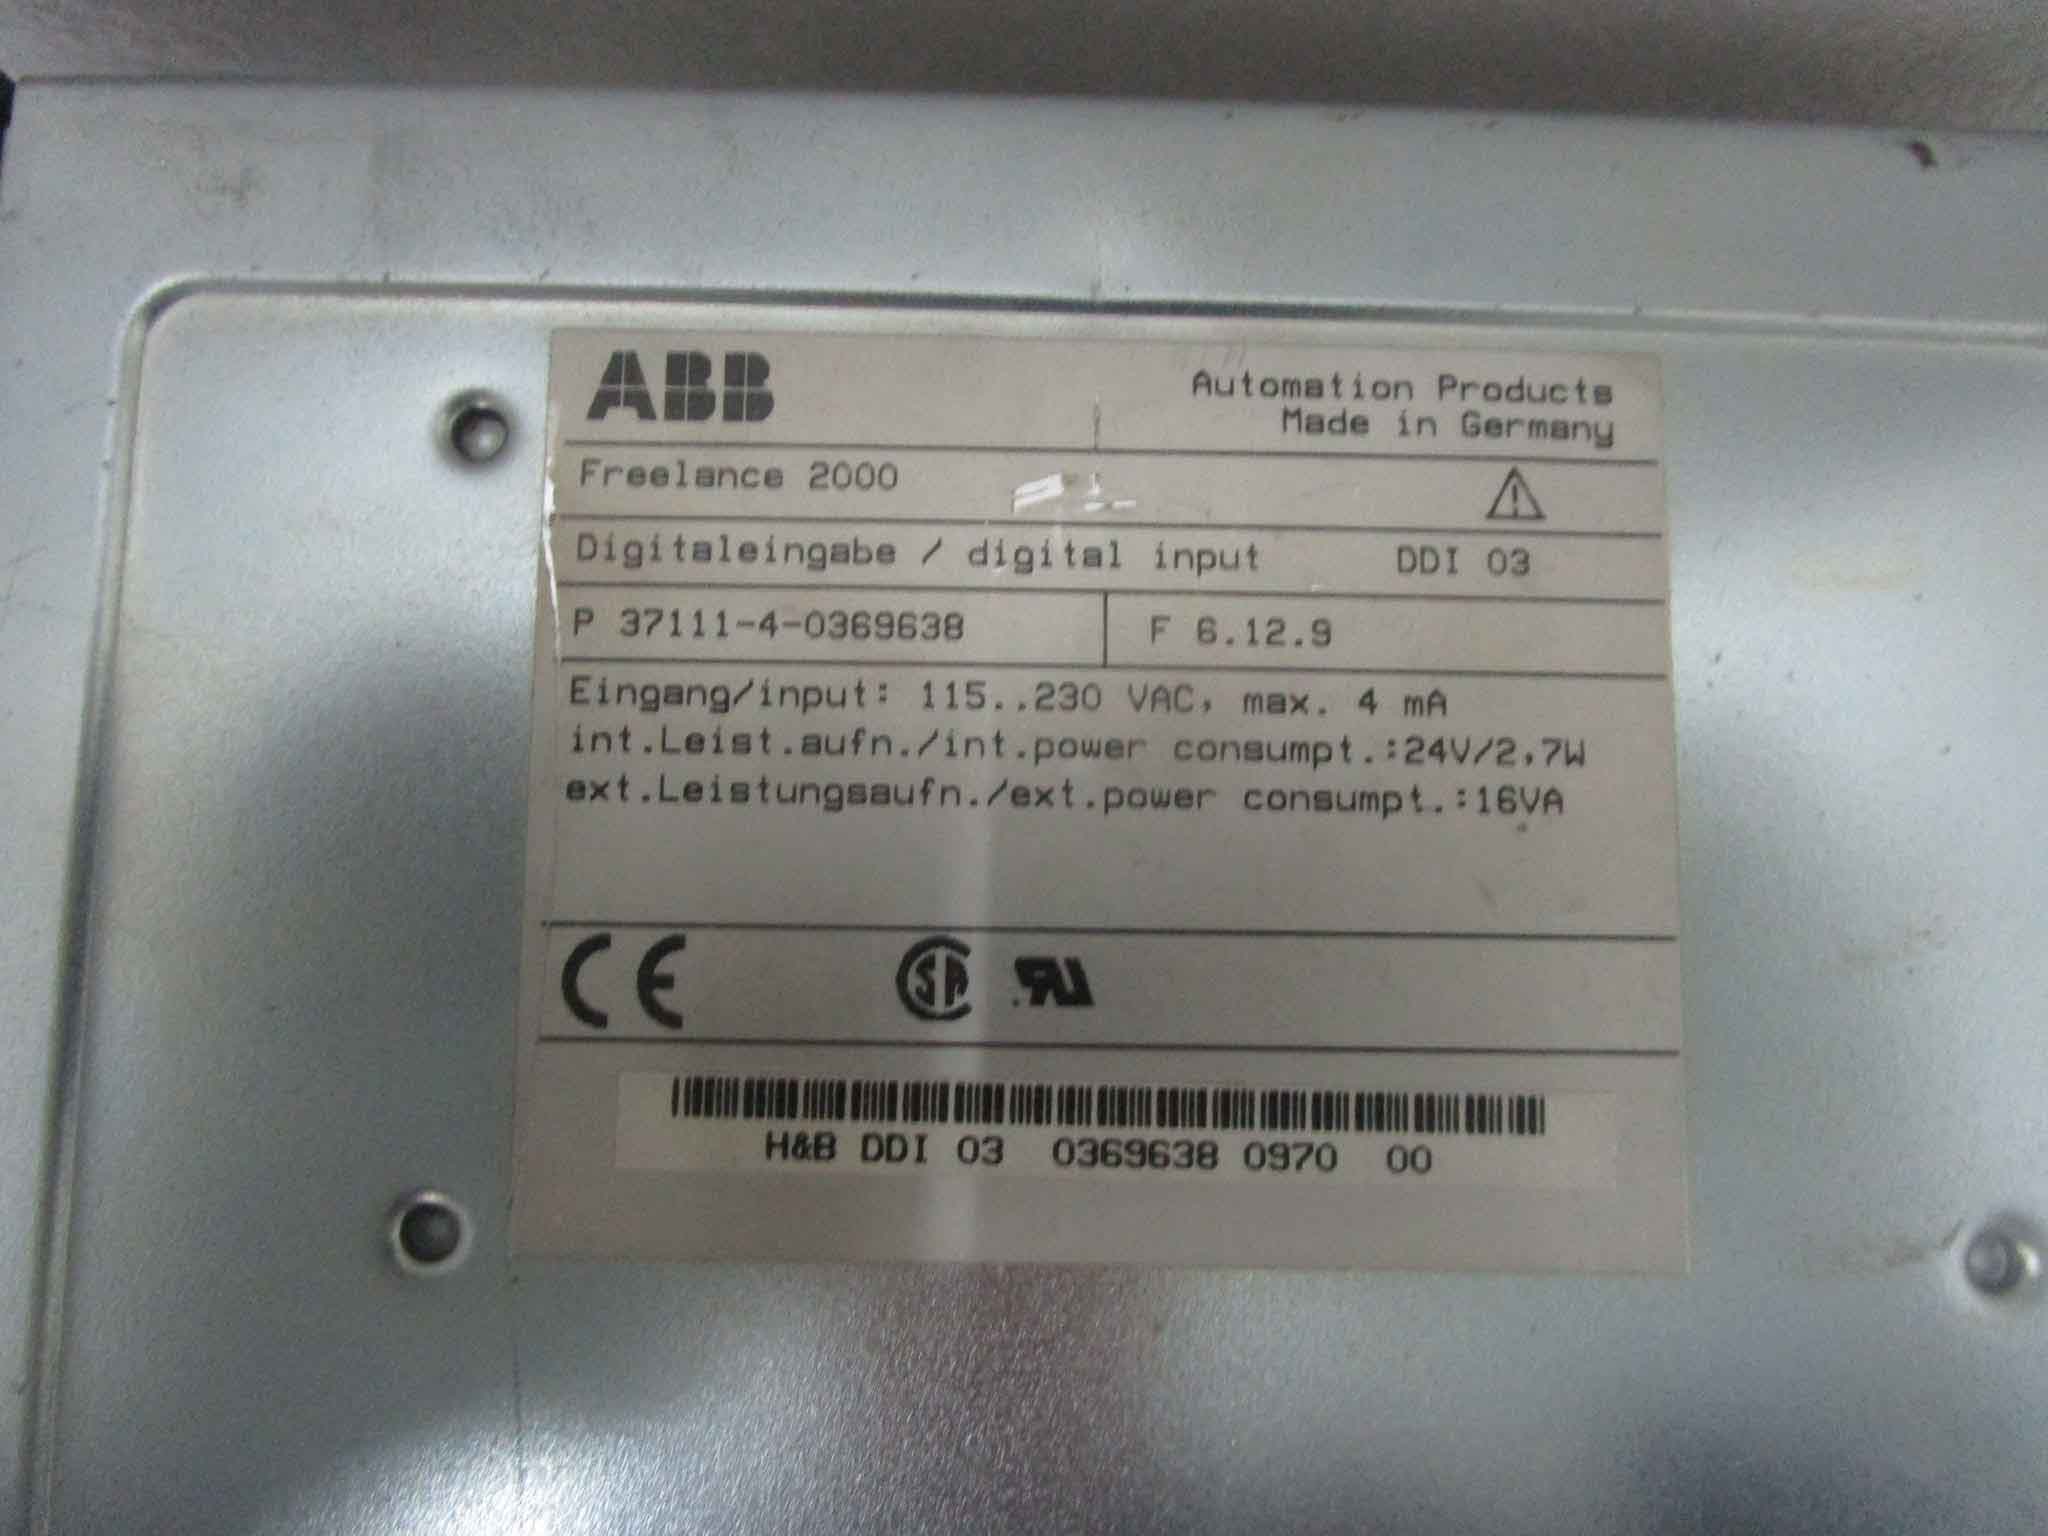 ABB
Automation Products
Made in Germany
Freelance 2000
Digitaleingabe / digital input DDI 03
P 37111-4-0369638 F 6.12.9
Eingang/input: 115..230 VAC, max. 4 mA
int.Leist.aufn./int.power consumpt.:24V/2,7W
ext.Leistungsaufn./ext.power consumpt.:16VA
CE SA RU
H&B DDI 03 0369638 0970 00